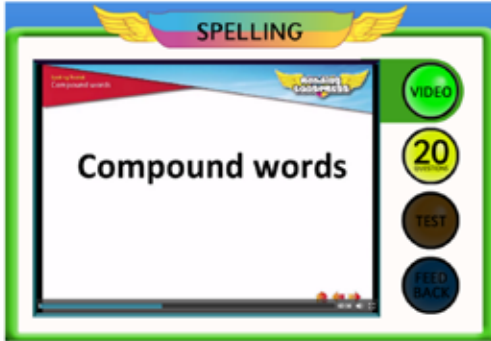 SPELLING
Compound words
Compound words
VIDEO
20
QUESTIONS
TEST
FEED
BACK